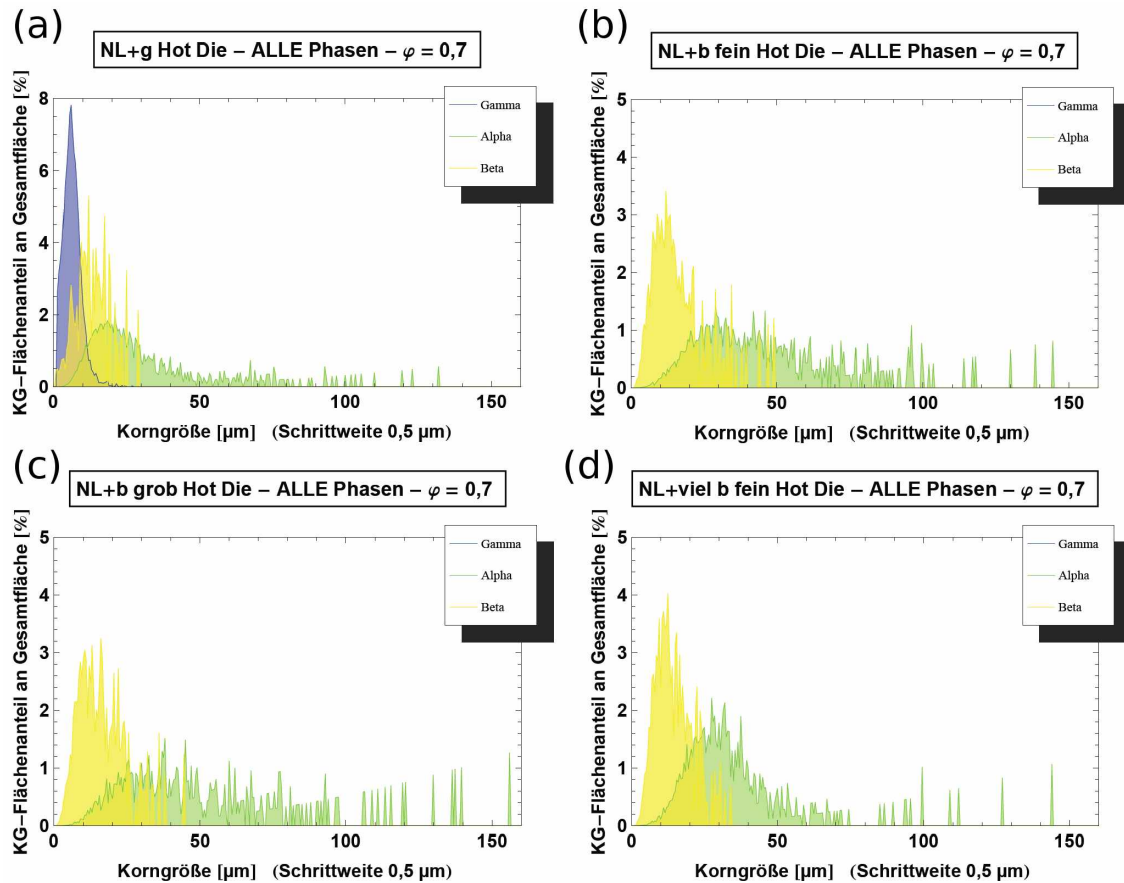 (a)
NL+g Hot Die – ALLE Phasen – φ = 0,7
KG–Flächenanteil an Gesamtfläche [%]
8
6
4
2
0
0 50 100 150
Korngröße [µm] (Schrittweite 0,5 µm)
Gamma
Alpha
Beta
(b)
NL+b fein Hot Die – ALLE Phasen – φ = 0,7
KG–Flächenanteil an Gesamtfläche [%]
5
4
3
2
1
0
0 50 100 150
Korngröße [µm] (Schrittweite 0,5 µm)
Gamma
Alpha
Beta
(c)
NL+b grob Hot Die – ALLE Phasen – φ = 0,7
KG–Flächenanteil an Gesamtfläche [%]
5
4
3
2
1
0
0 50 100 150
Korngröße [µm] (Schrittweite 0,5 µm)
Gamma
Alpha
Beta
(d)
NL+viel b fein Hot Die – ALLE Phasen – φ = 0,7
KG–Flächenanteil an Gesamtfläche [%]
5
4
3
2
1
0
0 50 100 150
Korngröße [µm] (Schrittweite 0,5 µm)
Gamma
Alpha
Beta